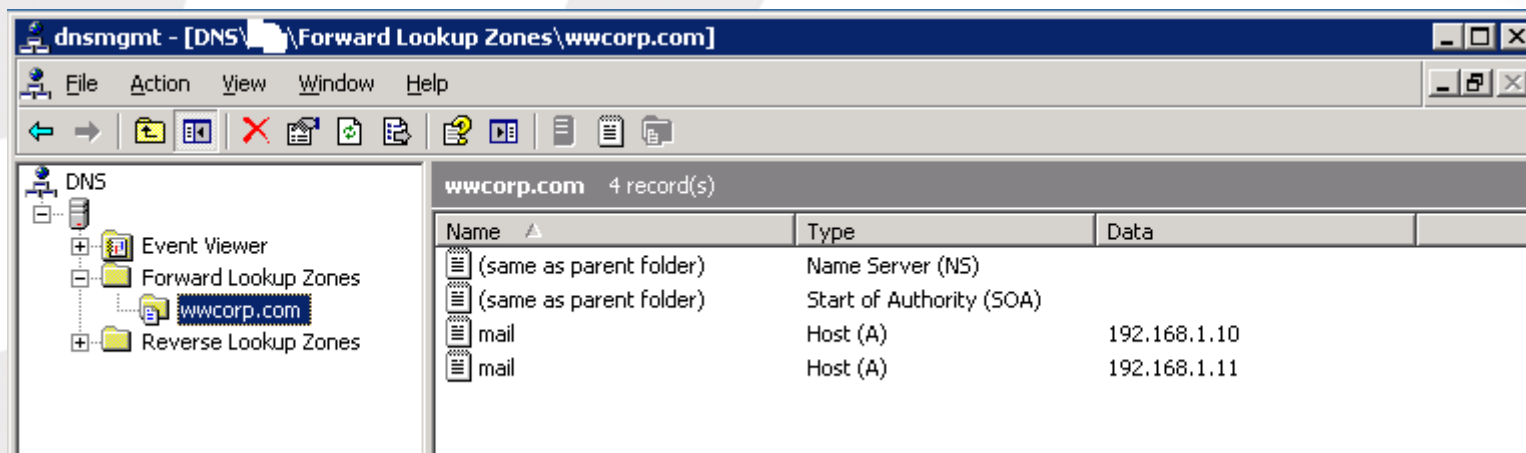 dnsmgmt - [DNS\ \Forward Lookup Zones\wwcorp.com]
File Action View Window Help
DNS
Event Viewer
Forward Lookup Zones
wwcorp.com
Reverse Lookup Zones
wwcorp.com 4 record(s)
Name Type Data
(same as parent folder) Name Server (NS)
(same as parent folder) Start of Authority (SOA)
mail Host (A) 192.168.1.10
mail Host (A) 192.168.1.11